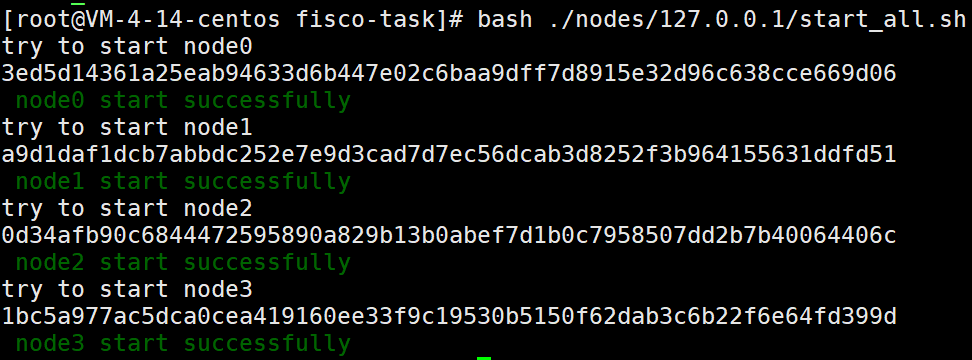 [root@VM-4-14-centos fisco-task]# bash ./nodes/127.0.0.1/start_all.sh
try to start node0
3ed5d14361a25eab94633d6b447e02c6baa9dff7d8915e32d96c638cce669d06
node0 start successfully
try to start node1
a9d1daf1dcb7abbdc252e7e9d3cad7d7ec56dcab3d8252f3b964155631ddfd51
node1 start successfully
try to start node2
0d34afb90c6844472595890a829b13b0abef7d1b0c7958507dd2b7b40064406c
node2 start successfully
try to start node3
1bc5a977ac5dca0cea419160ee33f9c19530b5150f62dab3c6b22f6e64fd399d
node3 start successfully